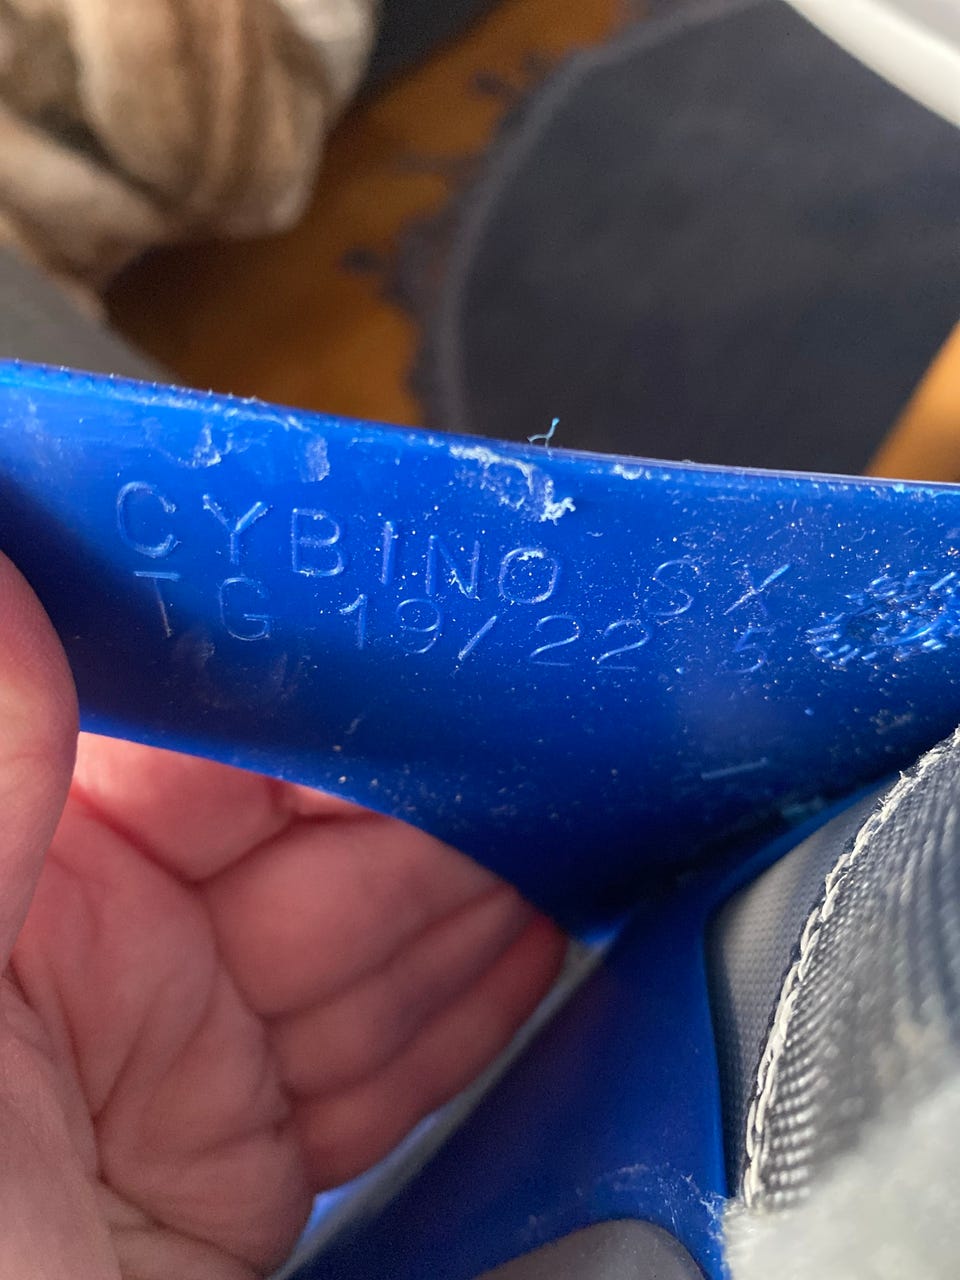 CYBINO SX
TG 19/22 5